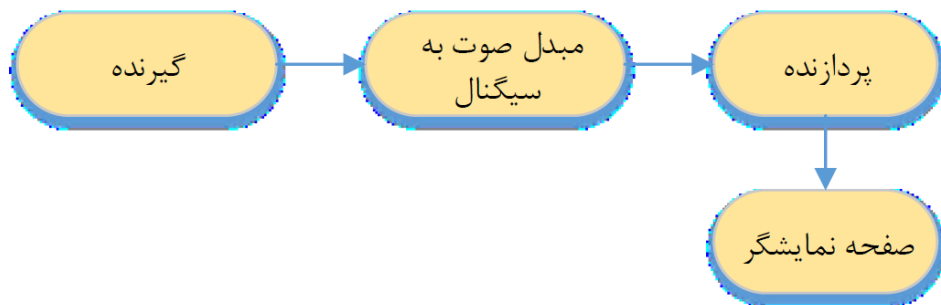 گیرنده
مبدل صوت به
سیگنال
پردازنده
صفحه نمایشگر